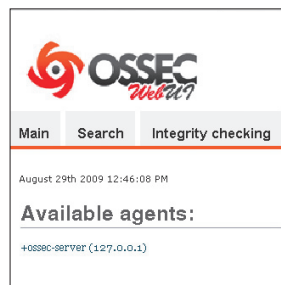 OSSEC
WebUI
Main Search Integrity checking
August 29th 2009 12:46:08 PM
Available agents:
+ossec-server (127.0.0.1)